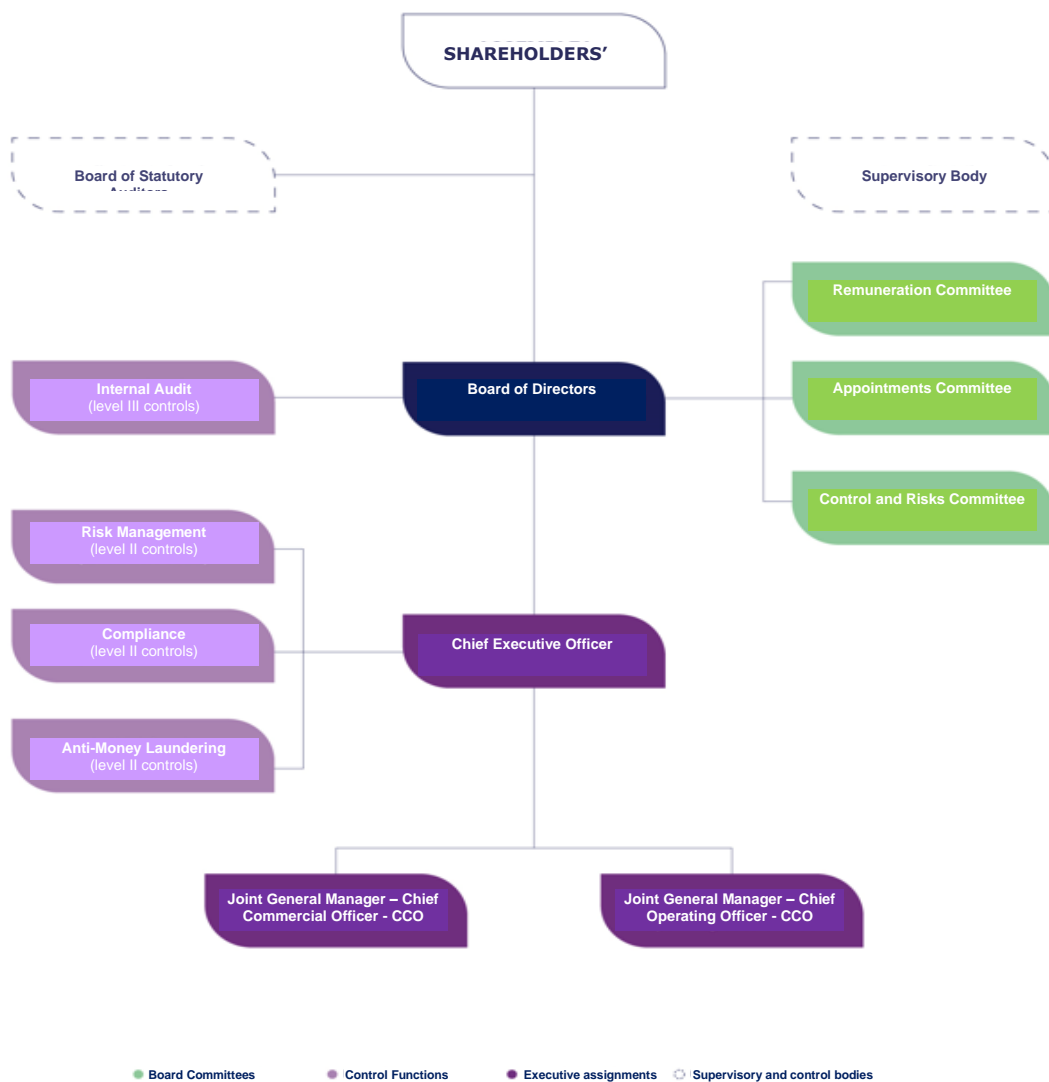 SHAREHOLDERS’
Board of Statutory
Supervisory Body
Remuneration Committee
Internal Audit
(level III controls)
Board of Directors
Appointments Committee
Control and Risks Committee
Risk Management
(level II controls)
Compliance
(level II controls)
Chief Executive Officer
Anti-Money Laundering
(level II controls)
Joint General Manager – Chief
Commercial Officer - CCO
Joint General Manager – Chief
Operating Officer - CCO
Board Committees
Control Functions
Executive assignments
Supervisory and control bodies